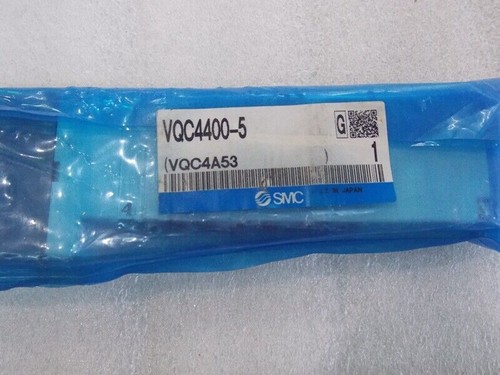 VQC4400-5
G
(VQC4A53 )
1
SMC
JAPAN